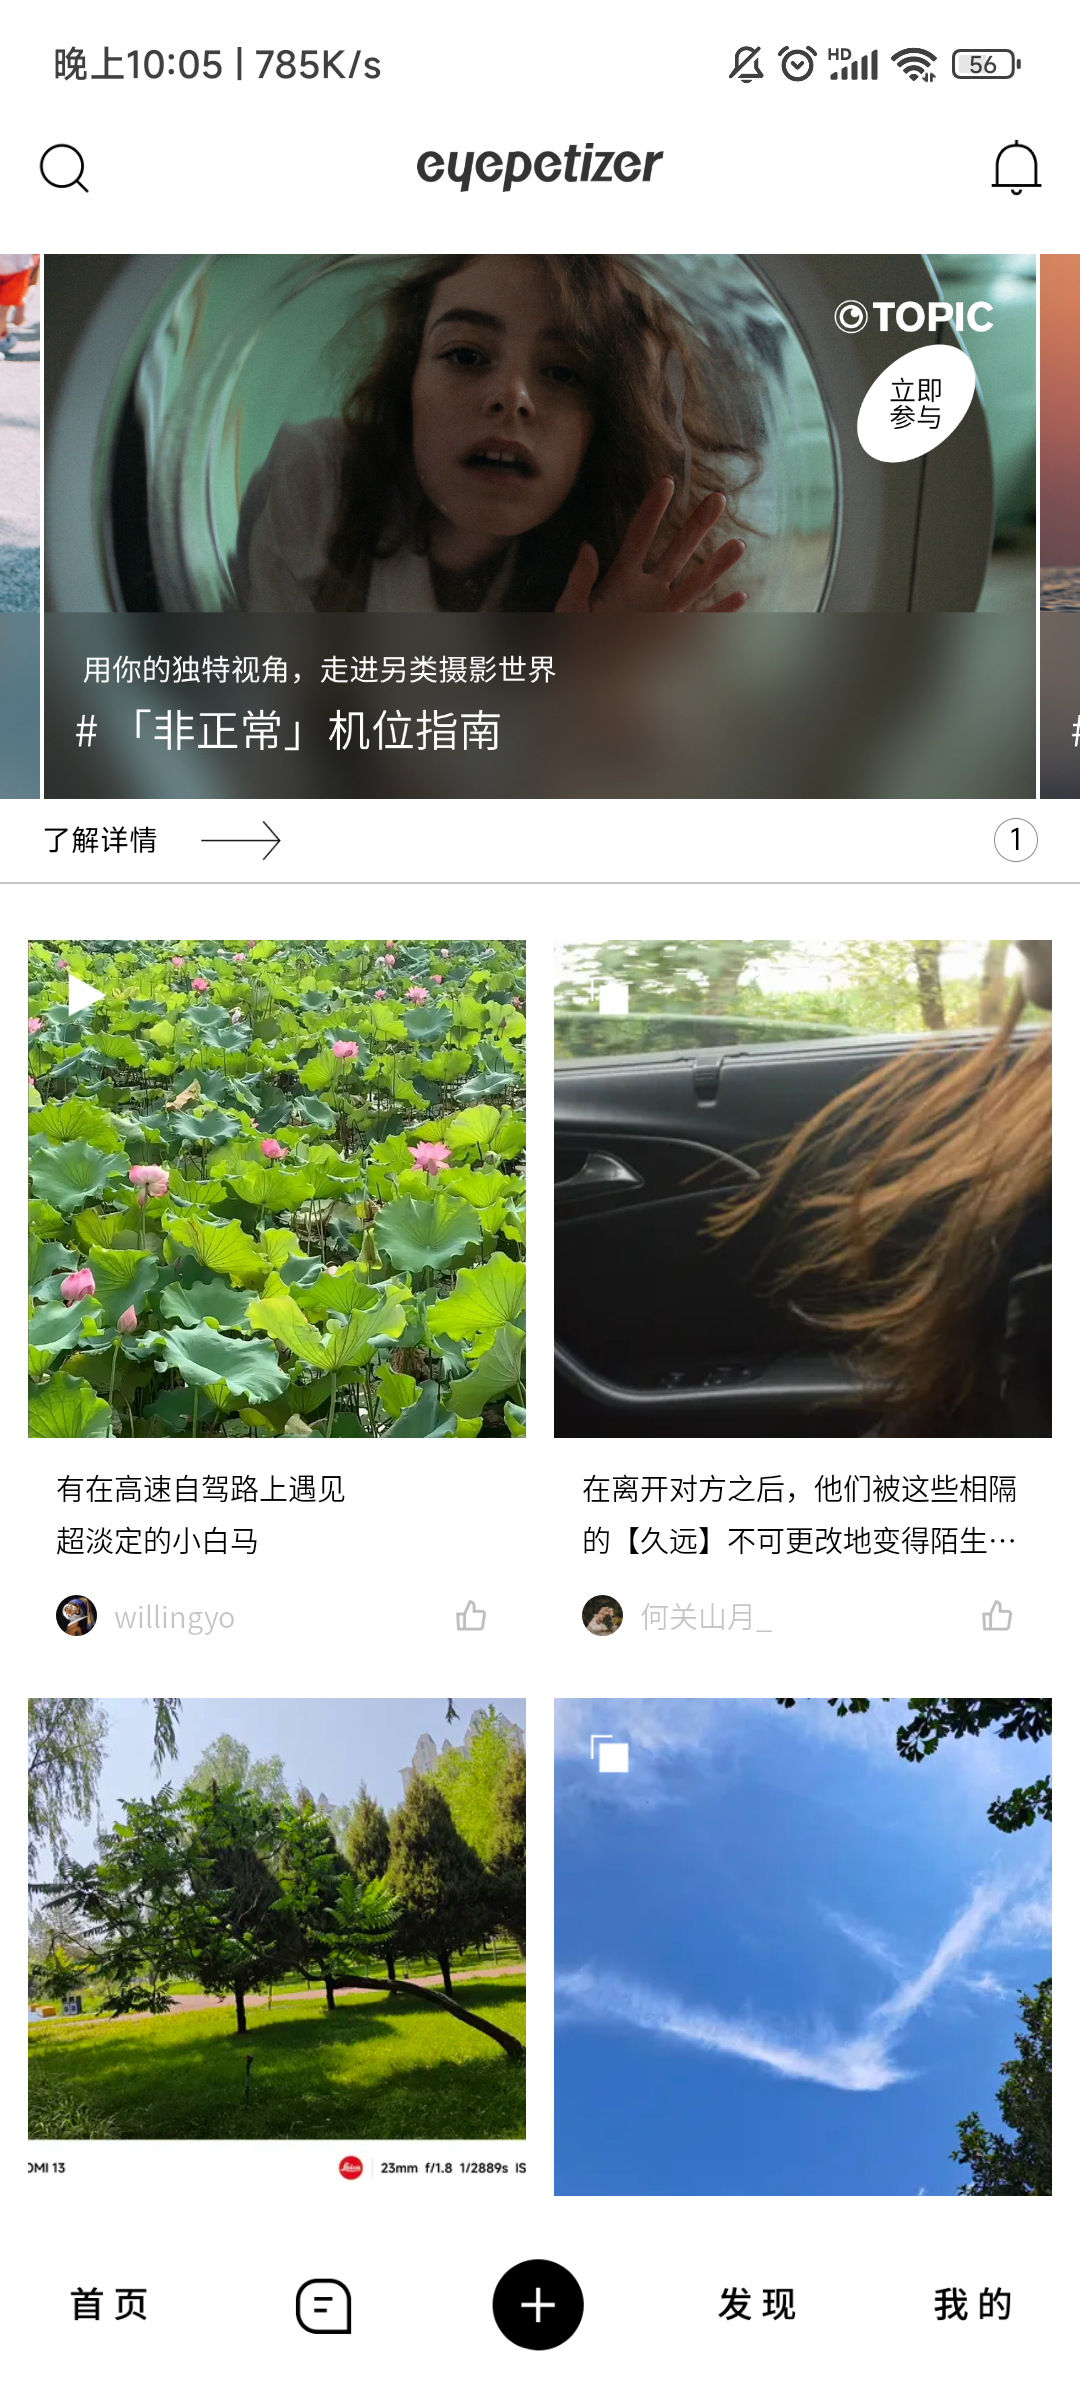 晚上10:05 | 785K/s
HD
56
eyepetizer
TOPIC
立即
参与
用你的独特视角，走进另类摄影世界
# 「非正常」机位指南
#
了解详情
1
有在高速自驾路上遇见
超淡定的小白马
在离开对方之后，他们被这些相隔
的【久远】不可更改地变得陌生…
willingyo
何关山月_
OMI 13
Leica
23mm f/1.8 1/2889s IS
首页
发现
我的